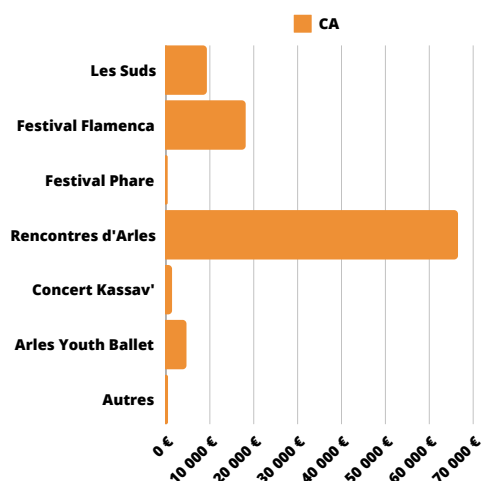 CA
Les Suds
Festival Flamenca
Festival Phare
Rencontres d'Arles
Concert Kassav'
Arles Youth Ballet
Autres
0 €
10 000 €
20 000 €
30 000 €
40 000 €
50 000 €
60 000 €
70 000 €